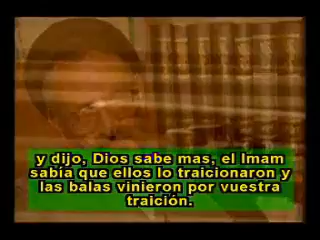 y dijo, Dios sabe mas, el Imam
sabía que ellos lo traicionaron y
las balas vinieron por vuestra
traición.